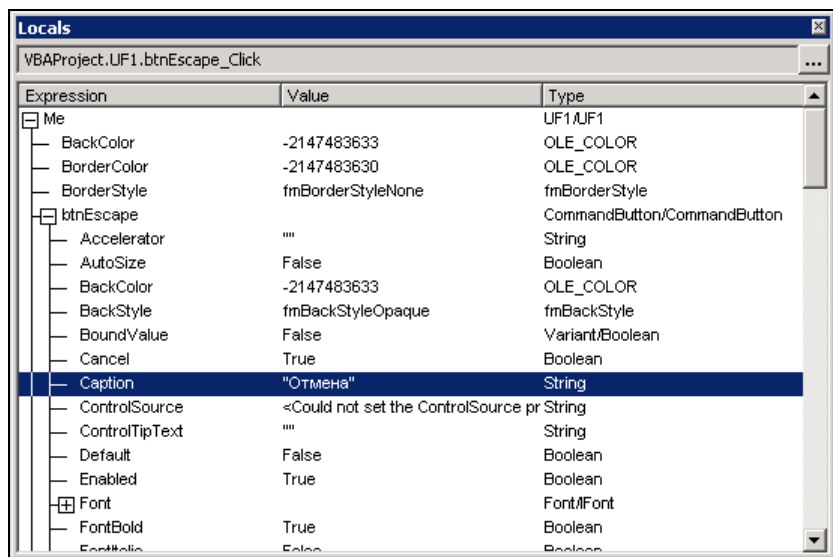 Locals
VBAProject.UF1.btnEscape_Click ...
Expression Value Type
Me UF1/UF1
BackColor -2147483633 OLE_COLOR
BorderColor -2147483630 OLE_COLOR
BorderStyle fmBorderStyleNone fmBorderStyle
btnEscape CommandButton/CommandButton
Accelerator "" String
AutoSize False Boolean
BackColor -2147483633 OLE_COLOR
BackStyle fmBackStyleOpaque fmBackStyle
BoundValue False Variant/Boolean
Cancel True Boolean
Caption "Отмена" String
ControlSource <Could not set the ControlSource pr String
ControlTipText "" String
Default False Boolean
Enabled True Boolean
Font Font/IFont
FontBold True Boolean
FontItalic False Boolean